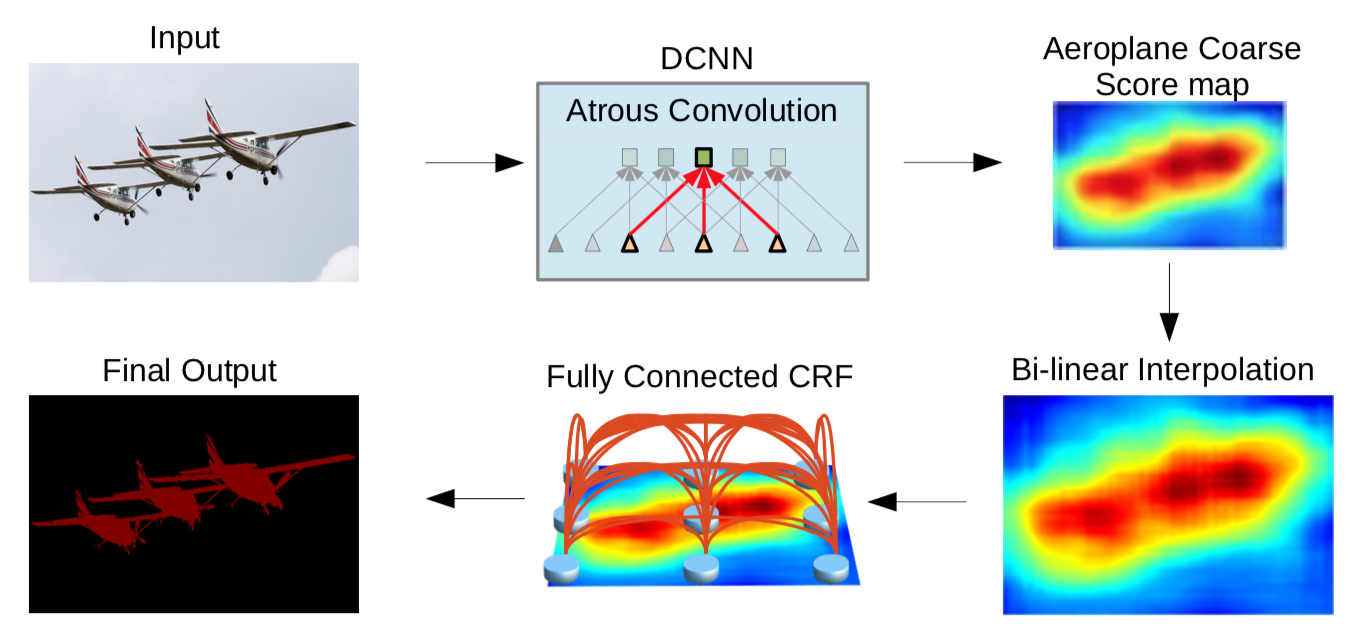 Input
DCNN
Atrous Convolution
Aeroplane Coarse
Score map
Bi-linear Interpolation
Fully Connected CRF
Final Output